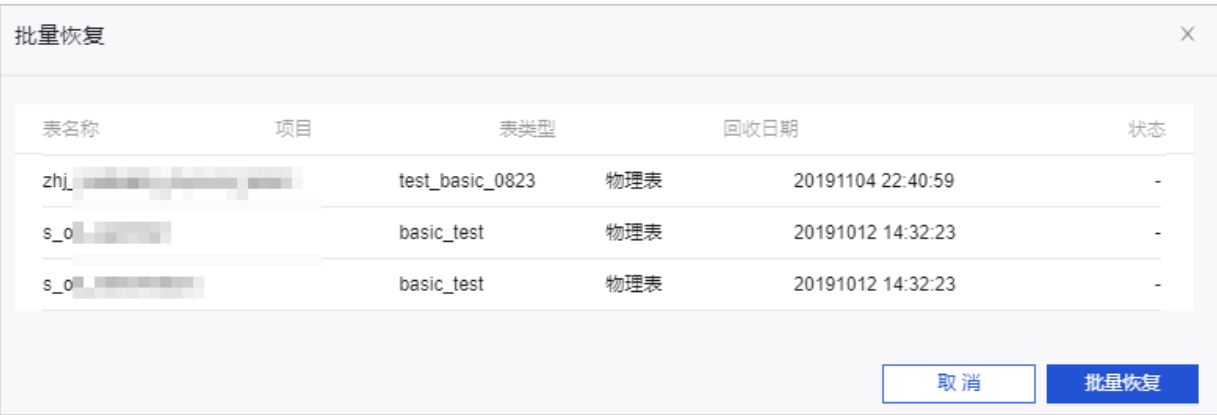 批量恢复
表名称 项目 表类型 回收日期 状态
zhj_ test_basic_0823 物理表 20191104 22:40:59 -
s_o basic_test 物理表 20191012 14:32:23 -
s_o basic_test 物理表 20191012 14:32:23 -
取消 批量恢复